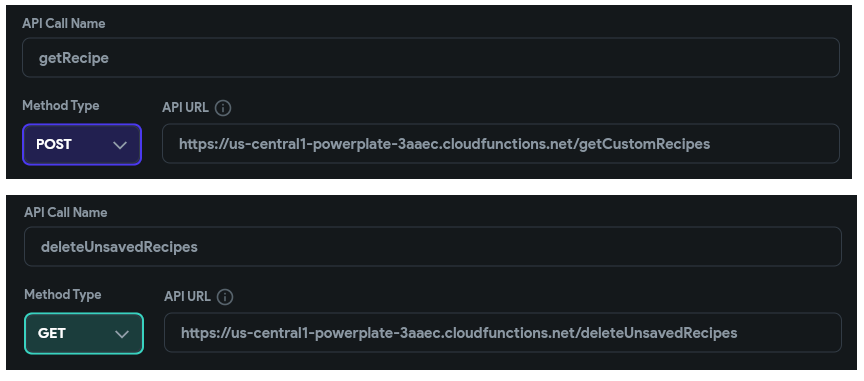 API Call Name
getRecipe
Method Type API URL
POST https://us-central1-powerplate-3aaec.cloudfunctions.net/getCustomRecipes
API Call Name
deleteUnsavedRecipes
Method Type API URL
GET https://us-central1-powerplate-3aaec.cloudfunctions.net/deleteUnsavedRecipes